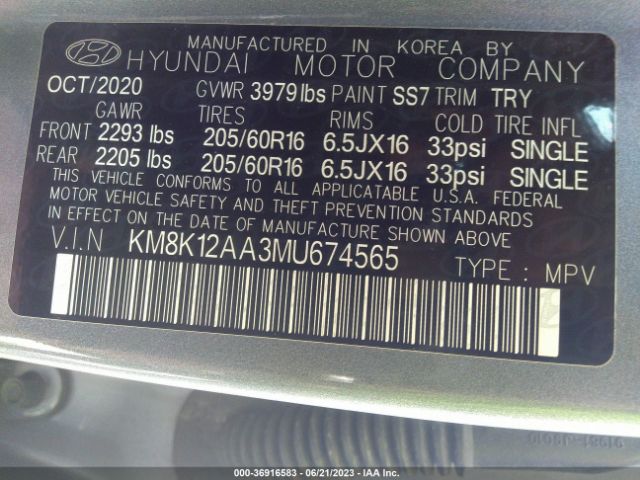 MANUFACTURED IN KOREA BY
HYUNDAI MOTOR COMPANY
OCT/2020 GVWR 3979 lbs PAINT SS7 TRIM TRY
GAWR TIRES RIMS COLD TIRE INFL
FRONT 2293 lbs 205/60R16 6.5JX16 33psi SINGLE
REAR 2205 lbs 205/60R16 6.5JX16 33psi SINGLE
THIS VEHICLE CONFORMS TO ALL APPLICABLE U.S.A. FEDERAL
MOTOR VEHICLE SAFETY AND THEFT PREVENTION STANDARDS
IN EFFECT ON THE DATE OF MANUFACTURE SHOWN ABOVE
V.I.N KM8K12AA3MU674565 TYPE : MPV
000-36916583 - 06/21/2023 - IAA Inc.